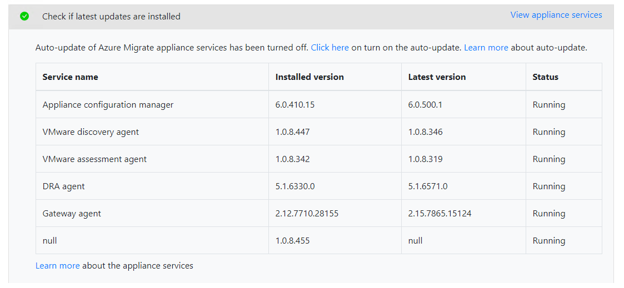 Check if latest updates are installed View appliance services
Auto-update of Azure Migrate appliance services has been turned off. Click here on turn on the auto-update. Learn more about auto-update.
Service name Installed version Latest version Status
Appliance configuration manager 6.0.410.15 6.0.500.1 Running
VMware discovery agent 1.0.8.447 1.0.8.346 Running
VMware assessment agent 1.0.8.342 1.0.8.319 Running
DRA agent 5.1.6330.0 5.1.6571.0 Running
Gateway agent 2.12.7710.28155 2.15.7865.15124 Running
null 1.0.8.455 null Running
Learn more about the appliance services